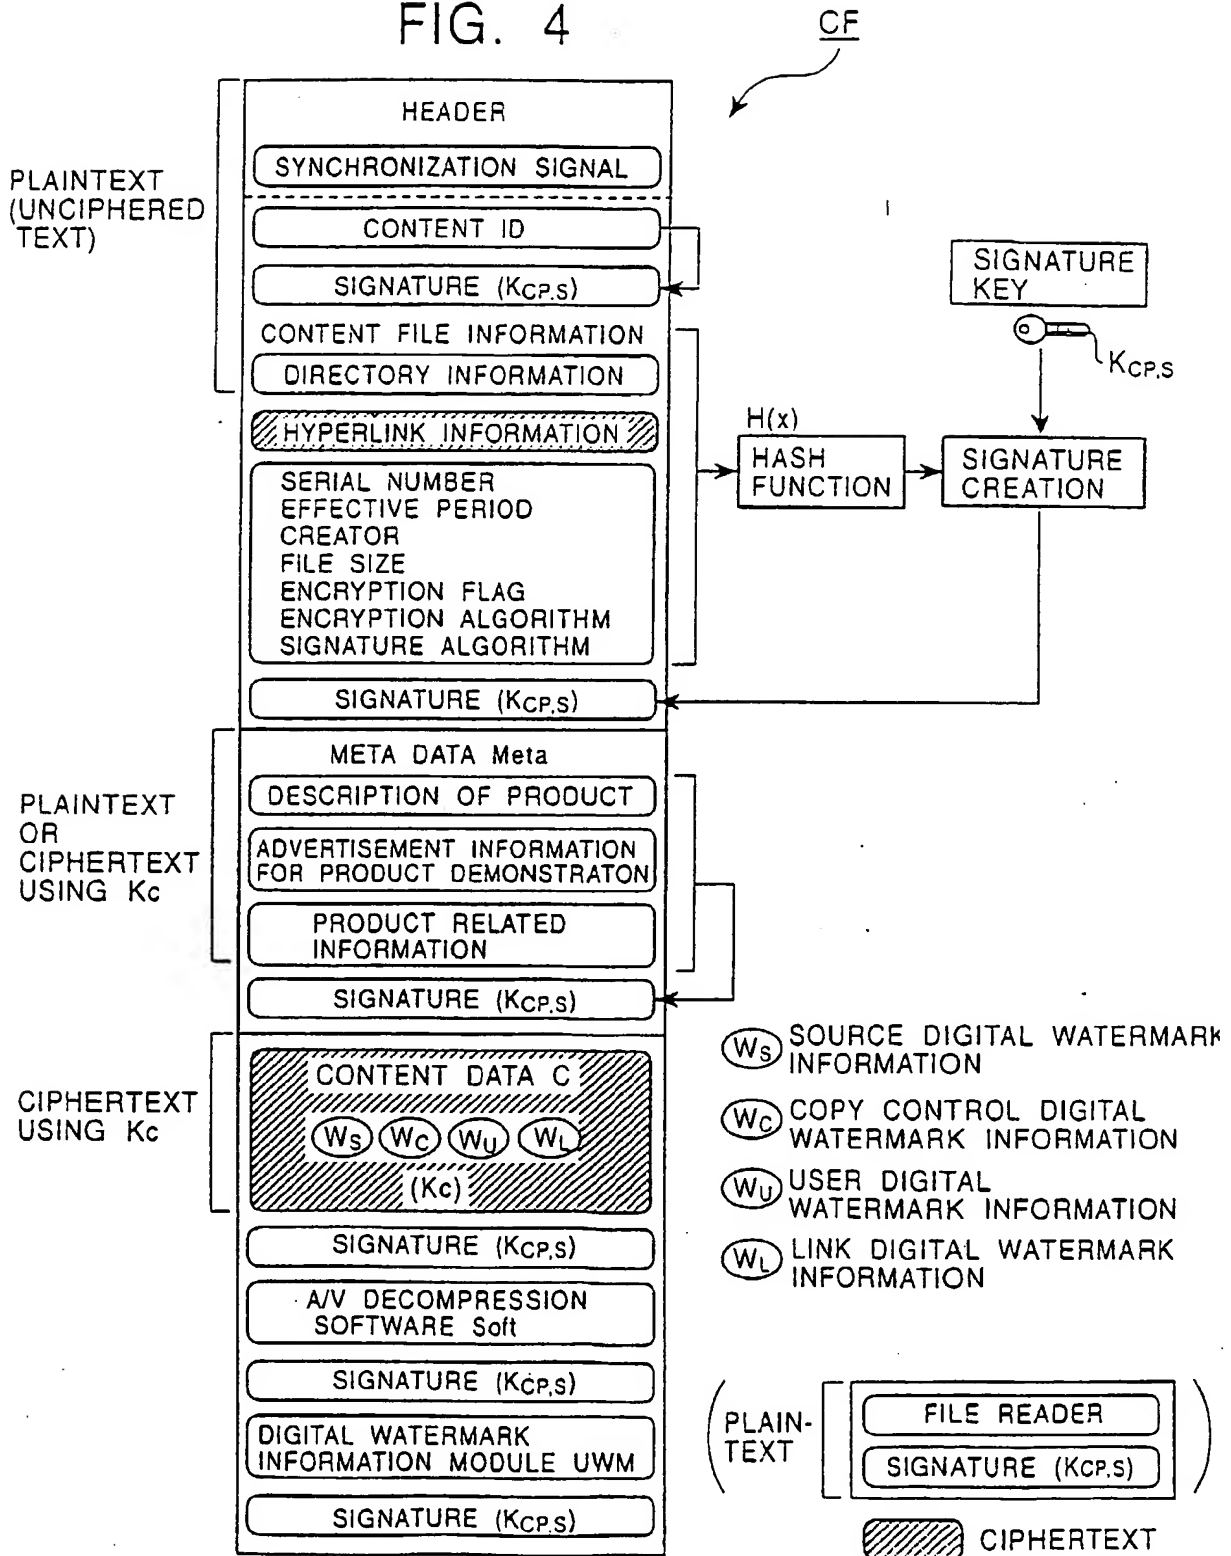 FIG. 4
CF
HEADER
SYNCHRONIZATION SIGNAL
PLAINTEXT
(UNCIPHERED
TEXT)
CONTENT ID
SIGNATURE (KCP,S)
CONTENT FILE INFORMATION
DIRECTORY INFORMATION
HYPERLINK INFORMATION
SERIAL NUMBER
EFFECTIVE PERIOD
CREATOR
FILE SIZE
ENCRYPTION FLAG
ENCRYPTION ALGORITHM
SIGNATURE ALGORITHM
SIGNATURE (KCP,S)
SIGNATURE
KEY
KCP,S
H(x)
HASH
FUNCTION
SIGNATURE
CREATION
META DATA Meta
DESCRIPTION OF PRODUCT
ADVERTISEMENT INFORMATION
FOR PRODUCT DEMONSTRATON
PRODUCT RELATED
INFORMATION
SIGNATURE (KCP,S)
PLAINTEXT
OR
CIPHERTEXT
USING Kc
CIPHERTEXT
USING Kc
CONTENT DATA C
WS WC WU WL
(Kc)
SIGNATURE (KCP,S)
A/V DECOMPRESSION
SOFTWARE Soft
SIGNATURE (KCP,S)
DIGITAL WATERMARK
INFORMATION MODULE UWM
SIGNATURE (KCP,S)
WS SOURCE DIGITAL WATERMARK
INFORMATION
WC COPY CONTROL DIGITAL
WATERMARK INFORMATION
WU USER DIGITAL
WATERMARK INFORMATION
WL LINK DIGITAL WATERMARK
INFORMATION
PLAIN-
TEXT
FILE READER
SIGNATURE (KCP,S)
CIPHERTEXT